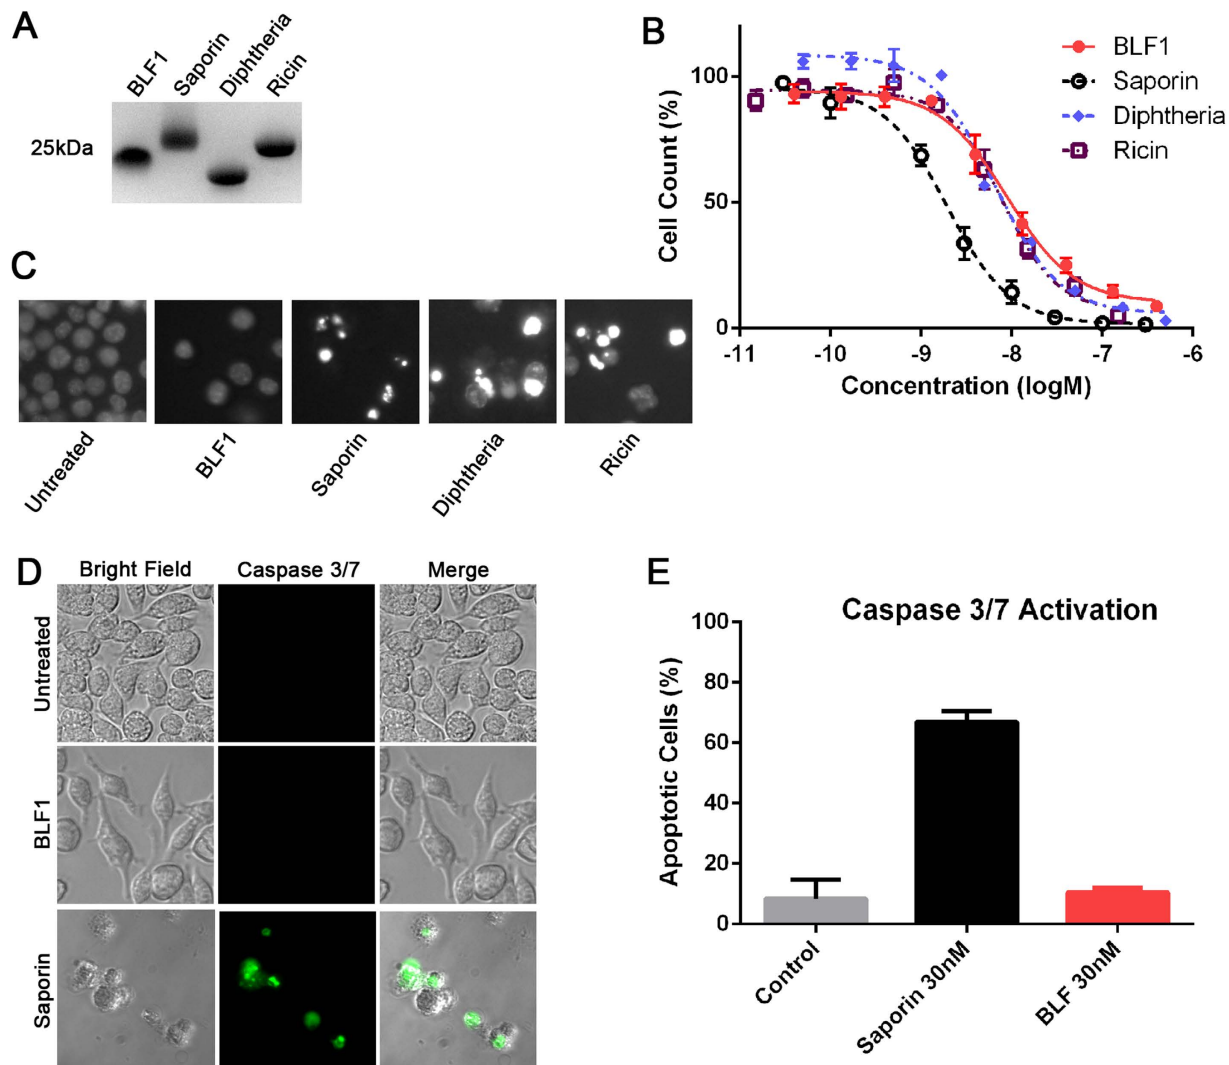 A
BLF1
Saporin
Diphtheria
Ricin
25kDa
B
BLF1
Saporin
Diphtheria
Ricin
Cell Count (%)
100
50
0
-11
-10
-9
-8
-7
-6
Concentration (logM)
C
Untreated
BLF1
Saporin
Diphtheria
Ricin
D
Bright Field
Caspase 3/7
Merge
Untreated
BLF1
Saporin
E
Caspase 3/7 Activation
Apoptotic Cells (%)
100
80
60
40
20
0
Control
Saporin 30nM
BLF 30nM